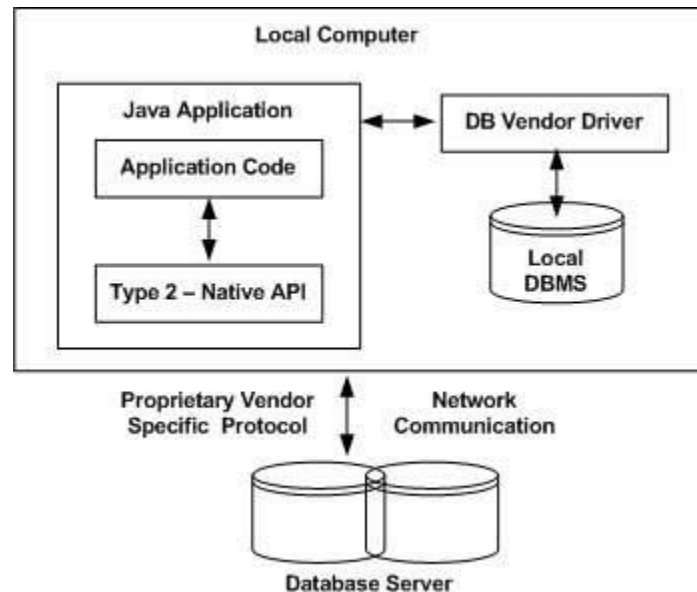 Local Computer
Java Application
Application Code
Type 2 – Native API
DB Vendor Driver
Local
DBMS
Proprietary Vendor
Specific Protocol
Network
Communication
Database Server